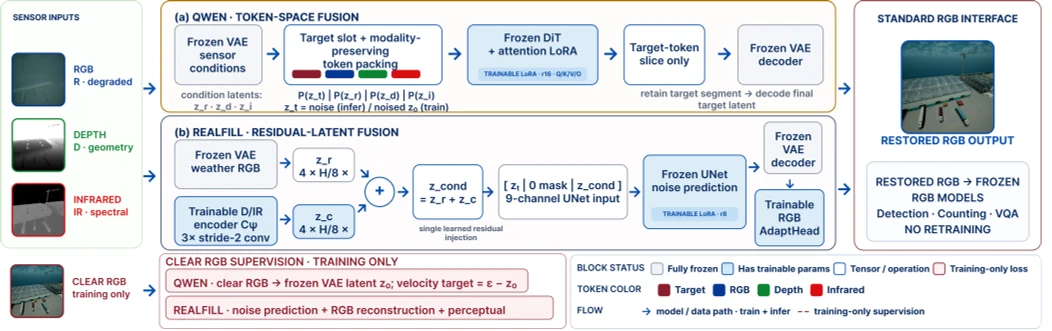 SENSOR INPUTS
RGB
R · degraded
DEPTH
D · geometry
INFRARED
IR · spectral
CLEAR RGB
training only
(a) QWEN · TOKEN-SPACE FUSION
Frozen VAE
sensor
conditions
condition latents:
z_r · z_d · z_i
Target slot + modality-
preserving
token packing
P(z_t) | P(z_r) | P(z_d) | P(z_i)
z_t = noise (infer) / noised z₀ (train)
Frozen DiT
+ attention LoRA
TRAINABLE LoRA · r16 · Q/K/V/O
Target-token
slice only
Frozen VAE
decoder
retain target segment → decode final
target latent
(b) REALFILL · RESIDUAL-LATENT FUSION
Frozen VAE
weather RGB
z_r
4 × H/8 ×
Trainable D/IR
encoder Cψ
3× stride-2 conv
z_c
4 × H/8 ×
+
z_cond
= z_r + z_c
single learned residual
injection
[ zₜ | 0 mask | z_cond ]
9-channel UNet input
Frozen UNet
noise prediction
TRAINABLE LoRA · r8
Frozen
VAE
decoder
Trainable
RGB
AdaptHead
CLEAR RGB SUPERVISION · TRAINING ONLY
QWEN · clear RGB → frozen VAE latent z₀; velocity target = ε − z₀
REALFILL · noise prediction + RGB reconstruction + perceptual
STANDARD RGB INTERFACE
RESTORED RGB OUTPUT
RESTORED RGB → FROZEN
RGB MODELS
Detection · Counting · VQA
NO RETRAINING
BLOCK STATUS Fully frozen Has trainable params Tensor / operation Training-only loss
TOKEN COLOR Target RGB Depth Infrared
FLOW → model / data path · train + infer -- training-only supervision